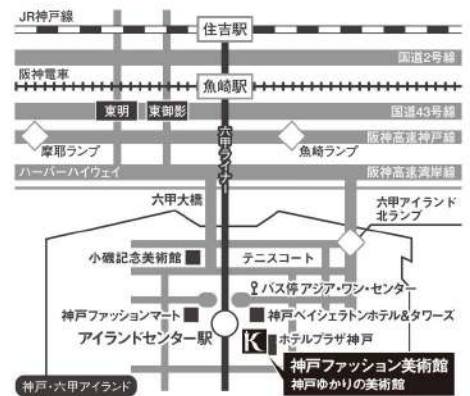 JR神戸線
住吉駅
国道2号線
阪神電車
魚崎駅
東明
東御影
国道43号線
六甲ライナー
阪神高速神戸線
摩耶ランプ
魚崎ランプ
ハーバーハイウェイ
阪神高速湾岸線
六甲大橋
六甲アイランド
北ランプ
小磯記念美術館
テニスコート
バス停 アジア・ワン・センター
神戸ファッションマート
神戸ベイシェラトンホテル&タワーズ
アイランドセンター駅
K
ホテルプラザ神戸
神戸ファッション美術館
神戸ゆかりの美術館
神戸・六甲アイランド